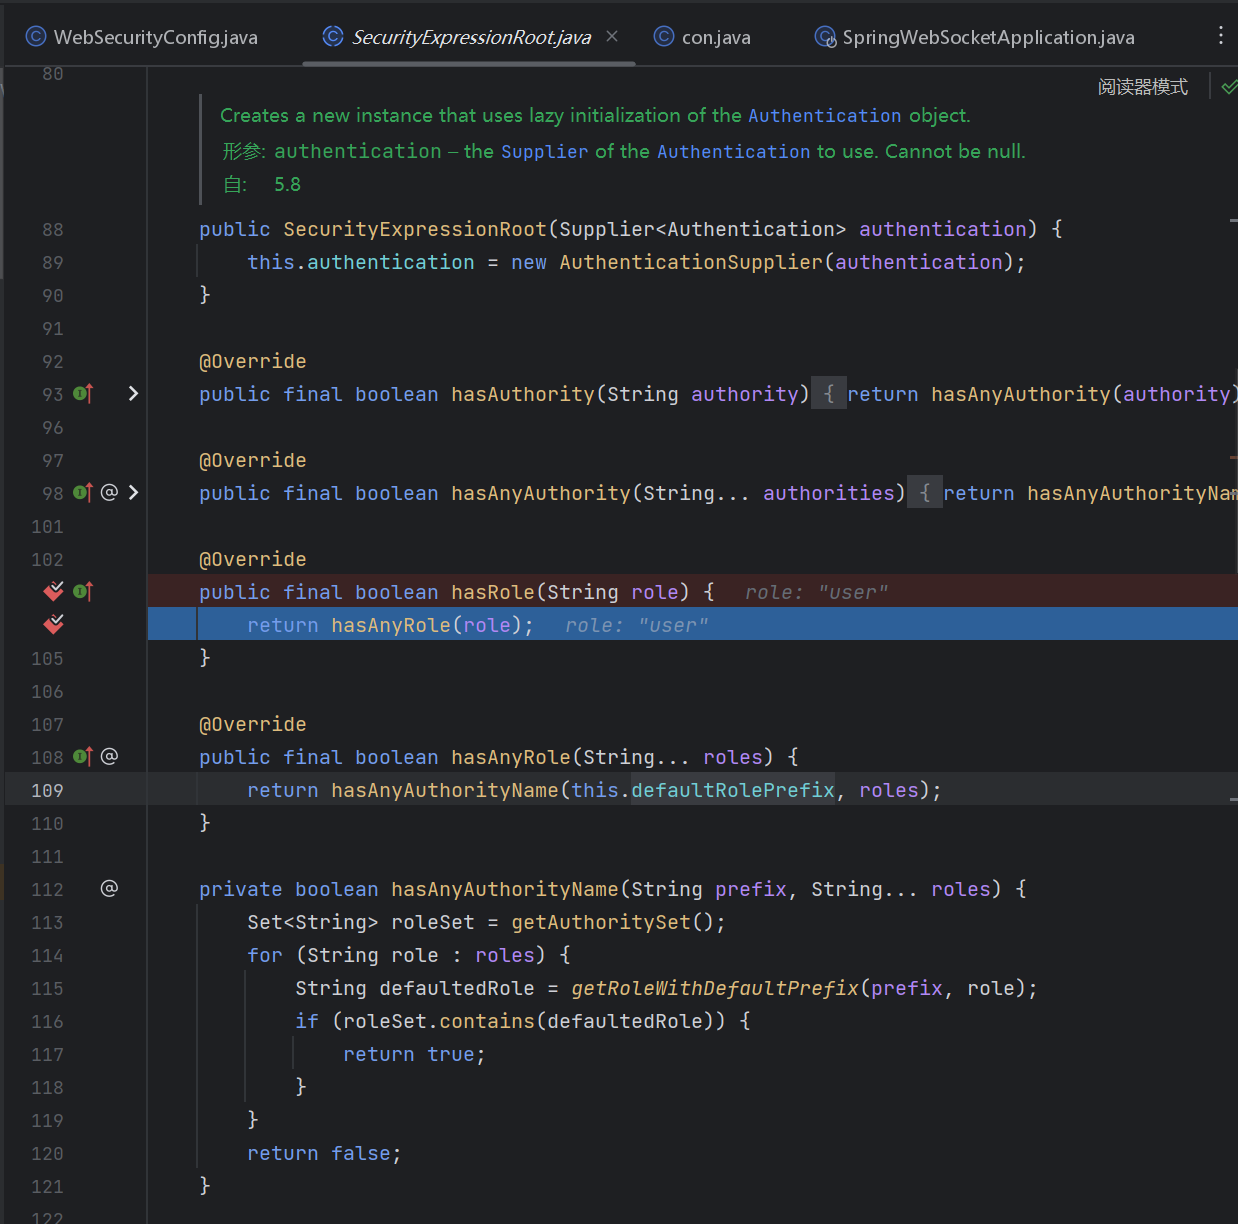 WebSecurityConfig.java SecurityExpressionRoot.java con.java SpringWebSocketApplication.java
80
阅读器模式
Creates a new instance that uses lazy initialization of the Authentication object.
形参: authentication – the Supplier of the Authentication to use. Cannot be null.
自: 5.8
88 public SecurityExpressionRoot(Supplier<Authentication> authentication) {
89 this.authentication = new AuthenticationSupplier(authentication);
90 }
91
92 @Override
93 public final boolean hasAuthority(String authority) { return hasAnyAuthority(authority)
96
97 @Override
98 @ public final boolean hasAnyAuthority(String... authorities) { return hasAnyAuthorityNam
101
102 @Override
public final boolean hasRole(String role) { role: "user"
return hasAnyRole(role); role: "user"
105 }
106
107 @Override
108 @ public final boolean hasAnyRole(String... roles) {
109 return hasAnyAuthorityName(this.defaultRolePrefix, roles);
110 }
111
112 @ private boolean hasAnyAuthorityName(String prefix, String... roles) {
113 Set<String> roleSet = getAuthoritySet();
114 for (String role : roles) {
115 String defaultedRole = getRoleWithDefaultPrefix(prefix, role);
116 if (roleSet.contains(defaultedRole)) {
117 return true;
118 }
119 }
120 return false;
121 }
122